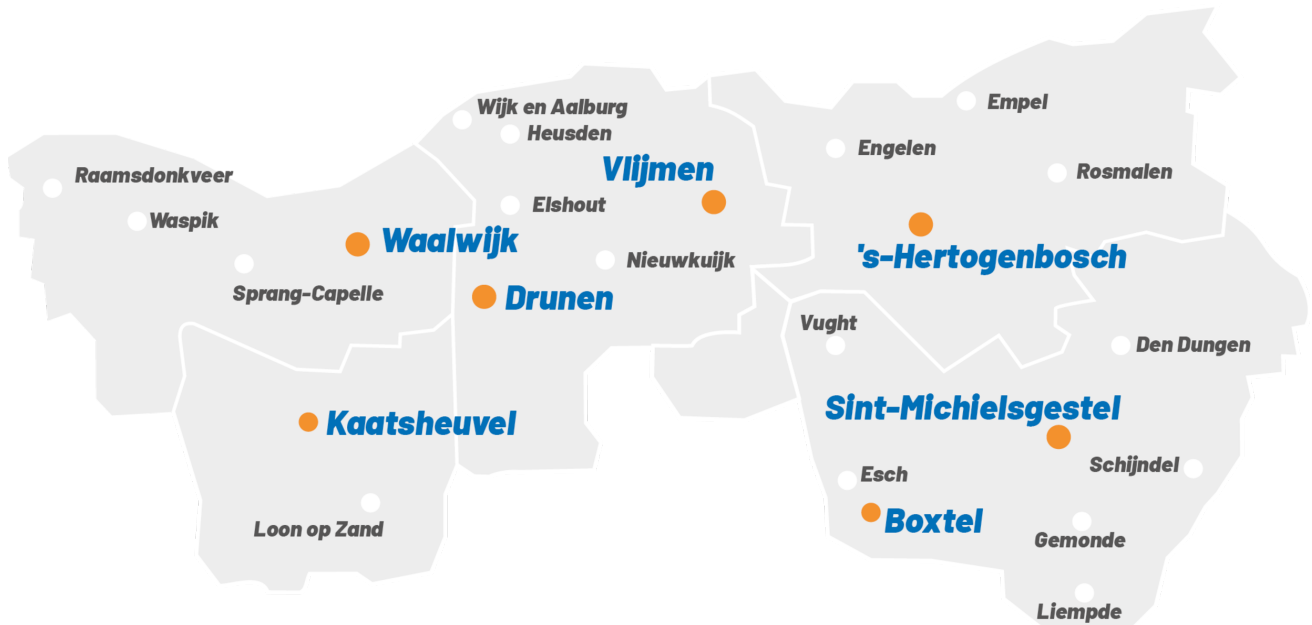 Wijk en Aalburg
Empel
Heusden
Engelen
Vlijmen
Rosmalen
Raamsdonkveer
Elshout
Waspik
Waalwijk
's-Hertogenbosch
Nieuwkuijk
Sprang-Capelle
Drunen
Vught
Den Dungen
Sint-Michielsgestel
Kaatsheuvel
Schijndel
Esch
Boxtel
Loon op Zand
Gemonde
Liempde